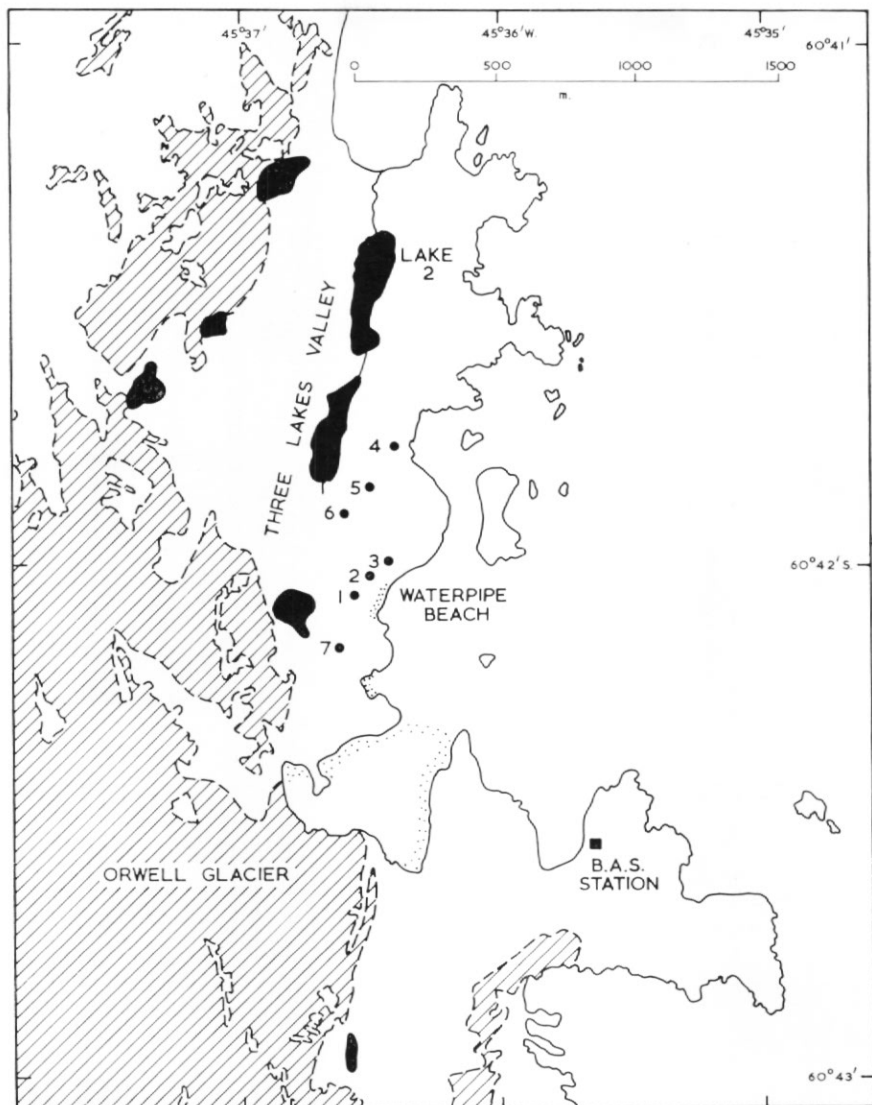 45°37'
45°36'W.
45°35'
60°41'
0
500
1000
1500
m.
LAKE
2
THREE LAKES VALLEY
4
5
6
3
2
1
60°42'S.
WATERPIPE
BEACH
7
ORWELL GLACIER
B.A.S.
STATION
60°43'